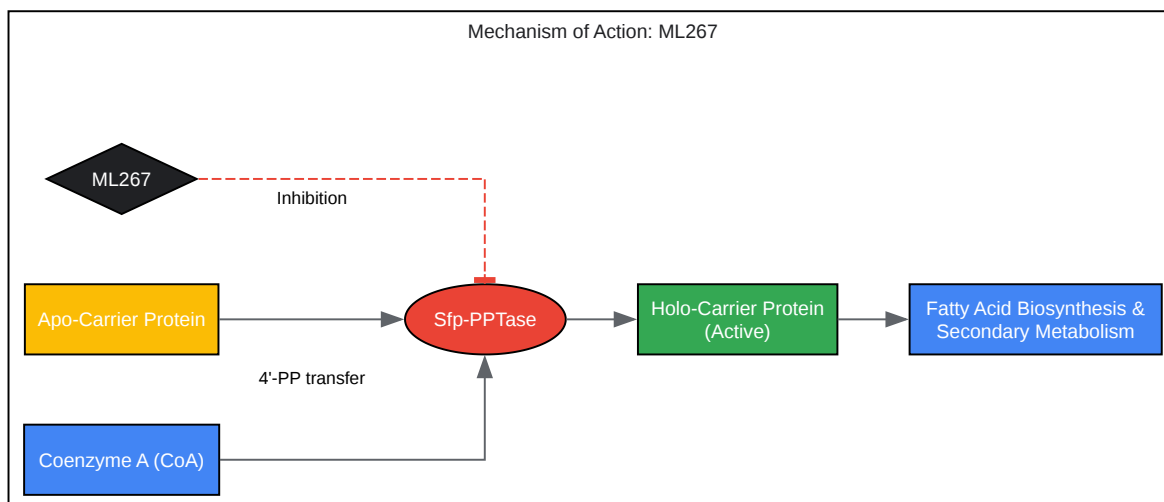 Mechanism of Action: ML267
ML267
Inhibition
Apo-Carrier Protein
Sfp-PPTase
Holo-Carrier Protein
(Active)
Fatty Acid Biosynthesis &
Secondary Metabolism
4'-PP transfer
Coenzyme A (CoA)